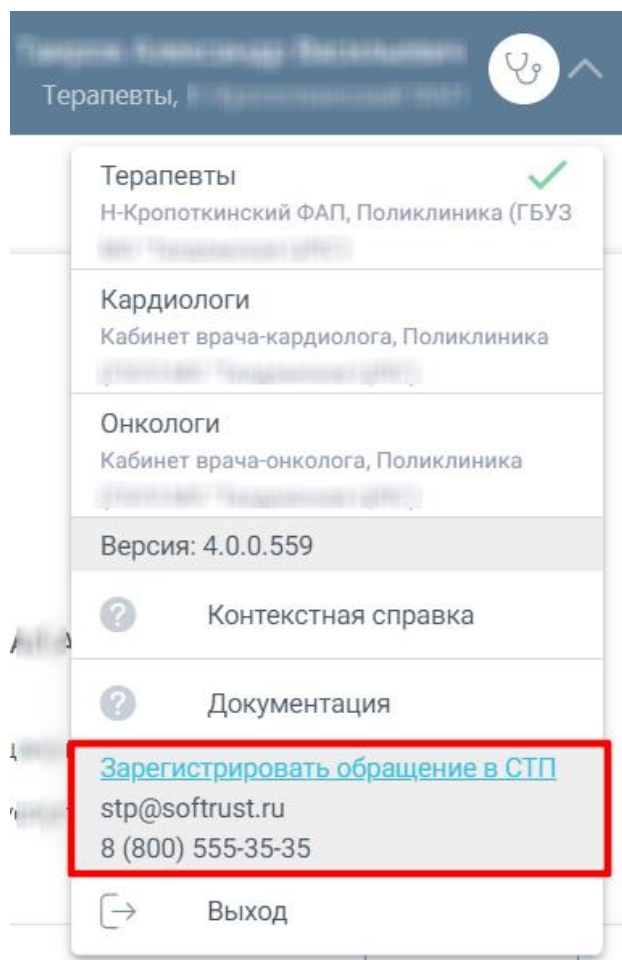 Терапевты,
Терапевты
Н-Кропоткинский ФАП, Поликлиника (ГБУЗ
Кардиологи
Кабинет врача-кардиолога, Поликлиника
Онкологи
Кабинет врача-онколога, Поликлиника
Версия: 4.0.0.559
Контекстная справка
Документация
Зарегистрировать обращение в СТП
stp@softrust.ru
8 (800) 555-35-35
Выход